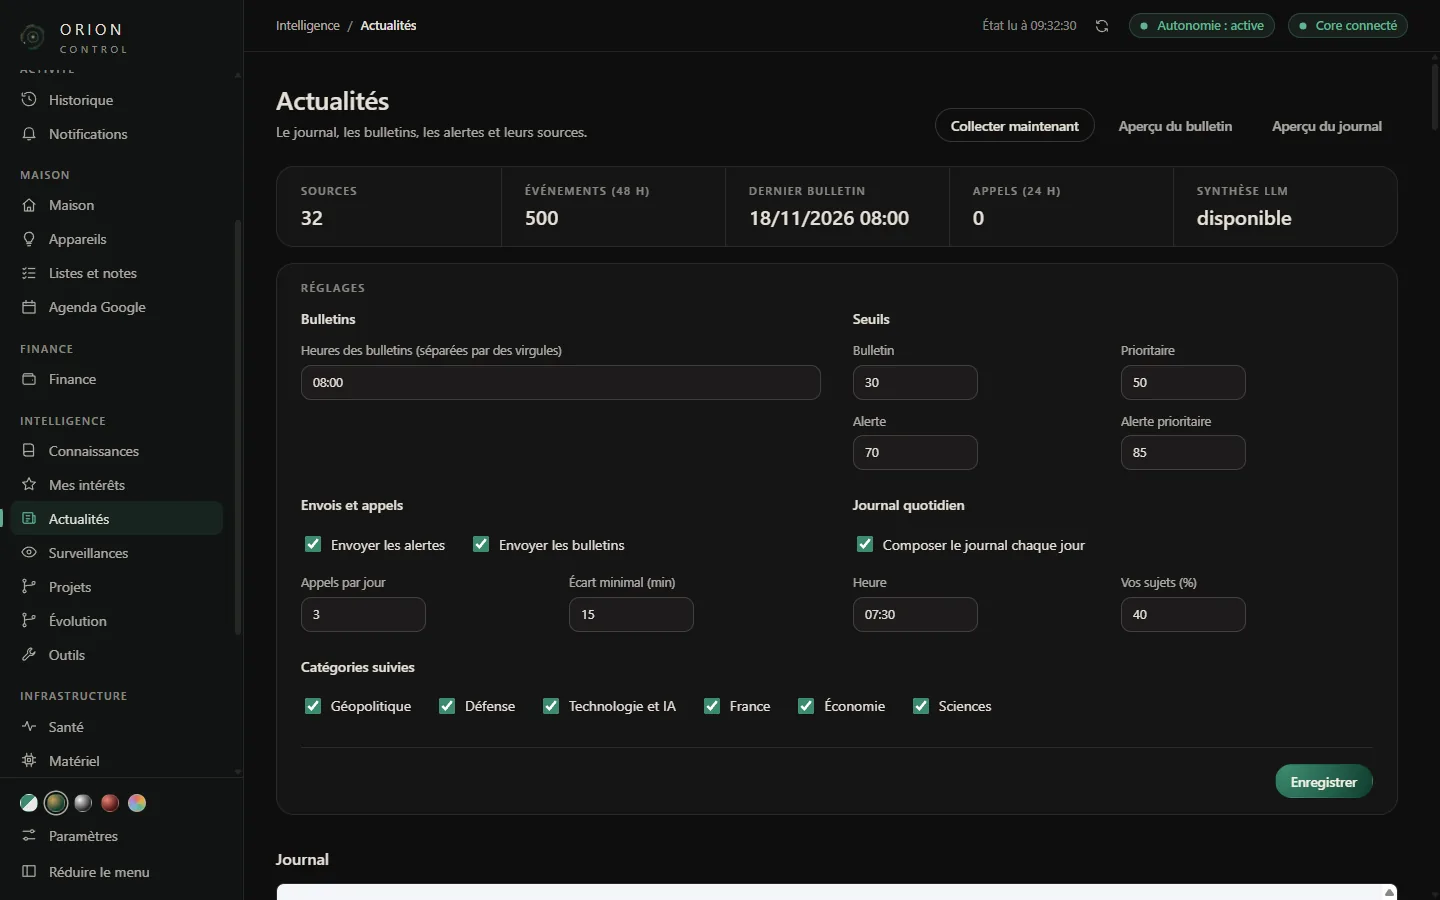 ORION
CONTROL
ACTIVITÉ
Historique
Notifications
MAISON
Maison
Appareils
Listes et notes
Agenda Google
FINANCE
Finance
INTELLIGENCE
Connaissances
Mes intérêts
Actualités
Surveillances
Projets
Évolution
Outils
INFRASTRUCTURE
Santé
Matériel
Paramètres
Réduire le menu
Intelligence / Actualités
État lu à 09:32:30
Autonomie : active
Core connecté
Actualités
Le journal, les bulletins, les alertes et leurs sources.
Collecter maintenant
Aperçu du bulletin
Aperçu du journal
SOURCES
32
ÉVÉNEMENTS (48 H)
500
DERNIER BULLETIN
18/11/2026 08:00
APPELS (24 H)
0
SYNTHÈSE LLM
disponible
RÉGLAGES
Bulletins
Heures des bulletins (séparées par des virgules)
08:00
Seuils
Bulletin
30
Prioritaire
50
Alerte
70
Alerte prioritaire
85
Envois et appels
Envoyer les alertes
Envoyer les bulletins
Appels par jour
3
Écart minimal (min)
15
Journal quotidien
Composer le journal chaque jour
Heure
07:30
Vos sujets (%)
40
Catégories suivies
Géopolitique
Défense
Technologie et IA
France
Économie
Sciences
Enregistrer
Journal